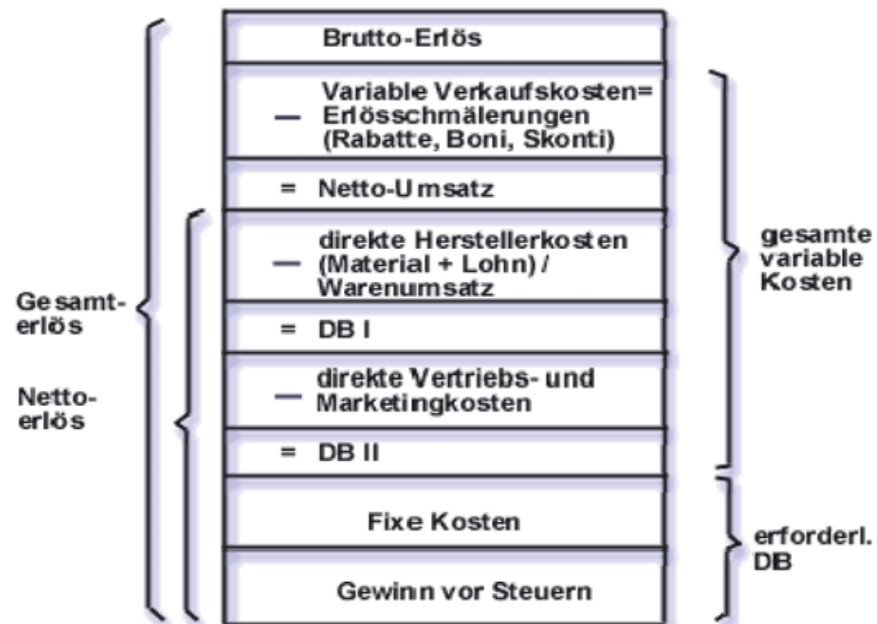 Brutto-Erlös
Variable Verkaufskosten=
— Erlösschmälerungen
(Rabatte, Boni, Skonti)
= Netto-Umsatz
direkte Herstellerkosten
— (Material + Lohn) /
Warenumsatz
= DB I
direkte Vertriebs- und
— Marketingkosten
= DB II
Fixe Kosten
Gewinn vor Steuern
Gesamt-
erlös
Netto-
erlös
gesamte
variable
Kosten
erforderl.
DB